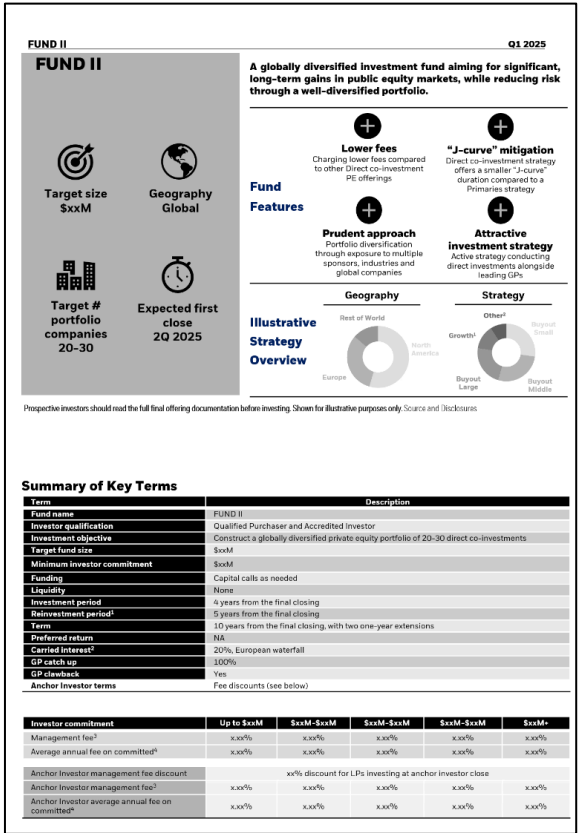 FUND II
Q1 2025
FUND II
Target size
$xxM
Geography
Global
Target #
portfolio
companies
20-30
Expected first
close
2Q 2025
A globally diversified investment fund aiming for significant,
long-term gains in public equity markets, while reducing risk
through a well-diversified portfolio.
Fund
Features
Lower fees
Charging lower fees compared
to other Direct co-investment
PE offerings
"J-curve" mitigation
Direct co-investment strategy
offers a smaller "J-curve"
duration compared to a
Primaries strategy
Prudent approach
Portfolio diversification
through exposure to multiple
sponsors, industries and
global companies
Attractive
investment strategy
Active strategy conducting
direct investments alongside
leading GPs
Illustrative
Strategy
Overview
Geography
Rest of World
North
America
Europe
Strategy
Other²
Buyout
Small
Growth¹
Buyout
Large
Buyout
Middle
Prospective investors should read the full final offering documentation before investing. Shown for illustrative purposes only. Source and Disclosures
Summary of Key Terms
Term Description
Fund name FUND II
Investor qualification Qualified Purchaser and Accredited Investor
Investment objective Construct a globally diversified private equity portfolio of 20-30 direct co-investments
Target fund size $xxM
Minimum investor commitment $xxM
Funding Capital calls as needed
Liquidity None
Investment period 4 years from the final closing
Reinvestment period¹ 5 years from the final closing
Term 10 years from the final closing, with two one-year extensions
Preferred return NA
Carried interest² 20%, European waterfall
GP catch up 100%
GP clawback Yes
Anchor Investor terms Fee discounts (see below)
Investor commitment Up to $xxM $xxM-$xxM $xxM-$xxM $xxM-$xxM $xxM+
Management fee³ x.xx% x.xx% x.xx% x.xx% x.xx%
Average annual fee on committed⁴ x.xx% x.xx% x.xx% x.xx% x.xx%
Anchor Investor management fee discount xx% discount for LPs investing at anchor investor close
Anchor Investor management fee³ x.xx% x.xx% x.xx% x.xx% x.xx%
Anchor Investor average annual fee on
committed⁴ x.xx% x.xx% x.xx% x.xx% x.xx%